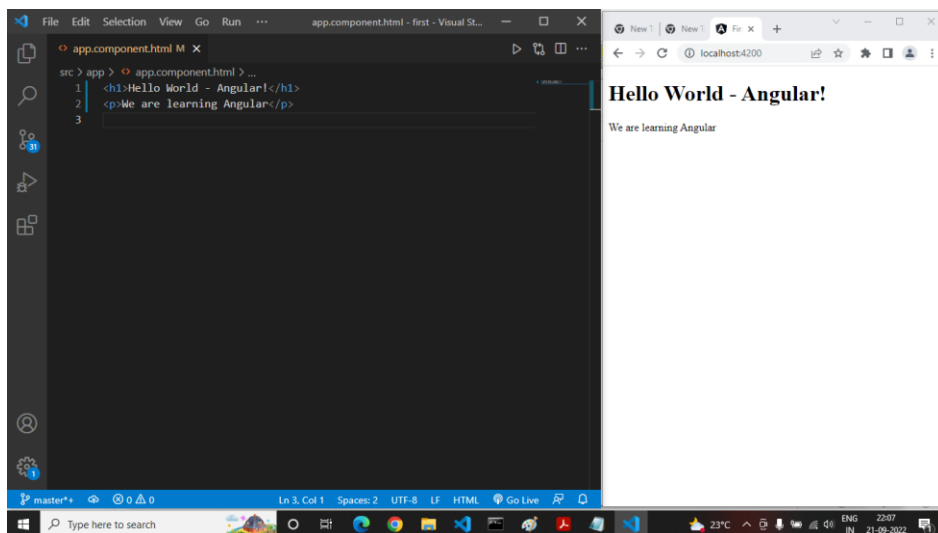 File Edit Selection View Go Run ··· app.component.html - first - Visual St...
app.component.html M
src > app > app.component.html > ...
1 <h1>Hello World - Angular!</h1>
2 <p>We are learning Angular</p>
3
31
1
master*+ 0 0 Ln 3, Col 1 Spaces: 2 UTF-8 LF HTML Go Live
New T New T Fir
localhost:4200
Hello World - Angular!
We are learning Angular
Type here to search 23°C ENG 22:07
IN 21-09-2022